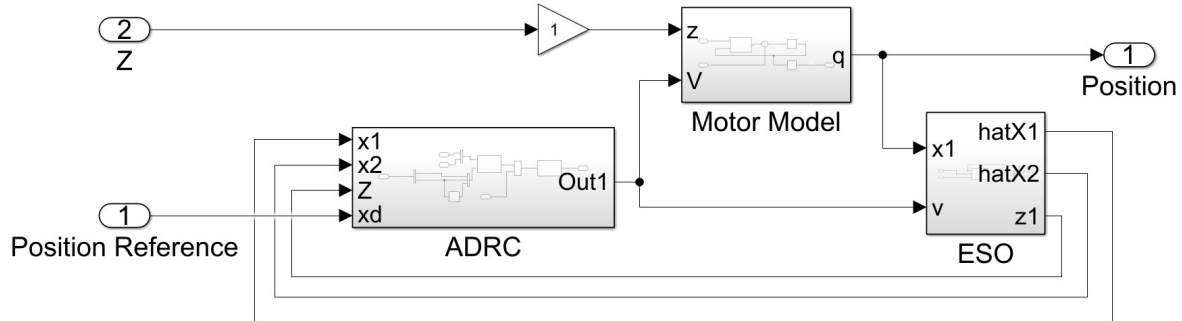 2
Z
1
z
V
q
Motor Model
1
Position
x1
x2
Z
xd
Out1
ADRC
1
Position Reference
x1
v
hatX1
hatX2
z1
ESO